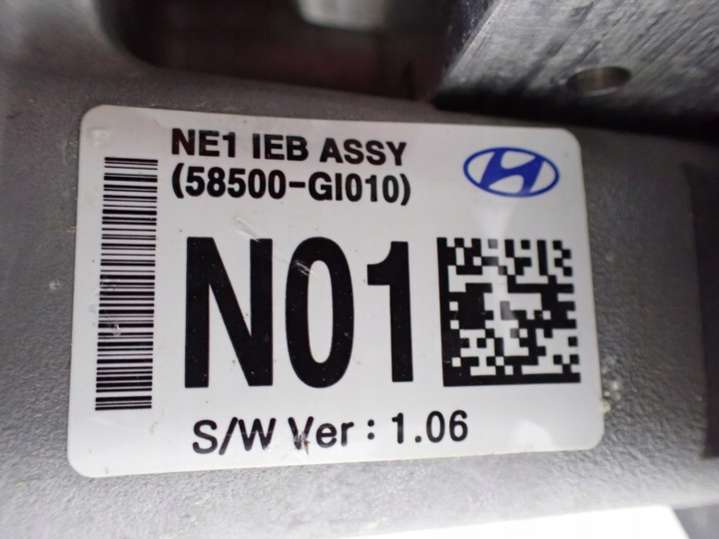 NE1 IEB ASSY
(58500-GI010)
N01
S/W Ver : 1.06